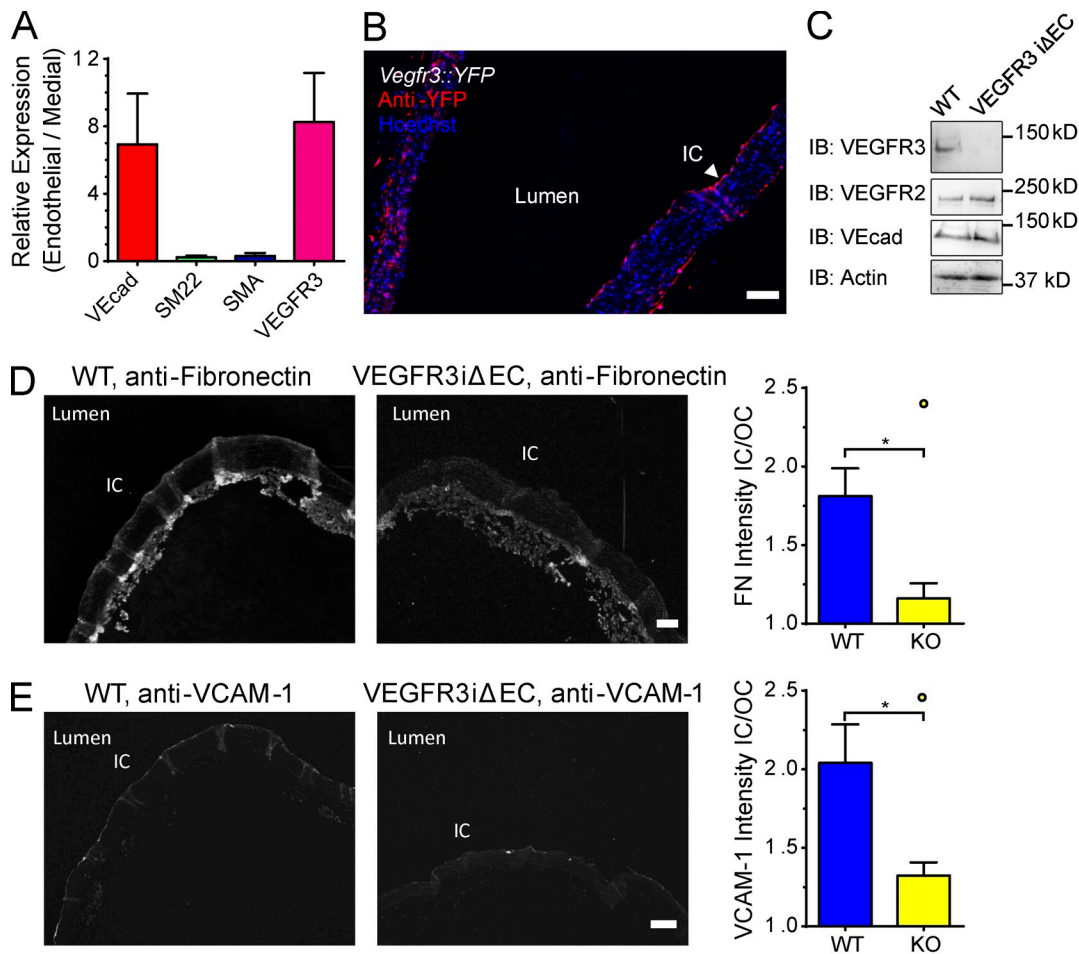 A
Relative Expression
(Endothelial / Medial)
12
8
4
0
VEcad
SM22
SMA
VEGFR3
B
Vegfr3::YFP
Anti-YFP
Hoechst
Lumen
IC
C
WT
VEGFR3 iΔEC
IB: VEGFR3
150 kD
IB: VEGFR2
250 kD
150 kD
IB: VEcad
IB: Actin
37 kD
D
WT, anti-Fibronectin
Lumen
IC
VEGFR3iΔEC, anti-Fibronectin
Lumen
IC
FN Intensity IC/OC
2.5
2.0
1.5
1.0
*
WT
KO
E
WT, anti-VCAM-1
Lumen
IC
VEGFR3iΔEC, anti-VCAM-1
Lumen
IC
VCAM-1 Intensity IC/OC
2.5
2.0
1.5
1.0
*
WT
KO